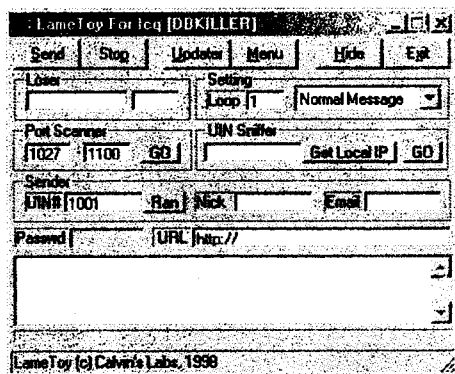 : LameToy For Icq [DBKILLER]
Send Stop Updater Menu Hide Exit
Loser Setting
Loop 1 Normal Message
Port Scanner UIN Sniffer
1027 1100 GO Get Local IP GO
Sender
UIN# 1001 Ran Nick Email
Passwd URL http://
LameToy (c) Calvin's Labs, 1998